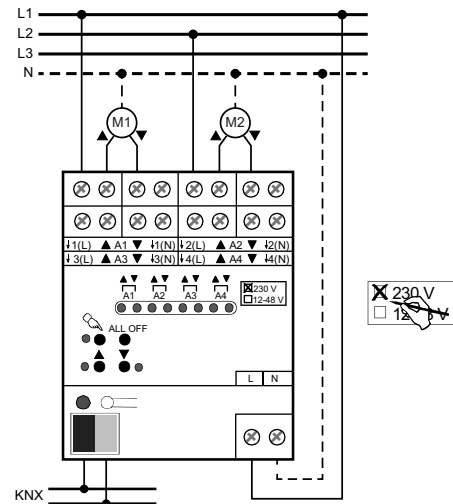 L1
L2
L3
N
M1 ▲ ▼
M2 ▲ ▼
↓1(L) ▲ A1 ▼ ↓1(N) ↓2(L) ▲ A2 ▼ ↓2(N)
↓3(L) ▲ A3 ▼ ↓3(N) ↓4(L) ▲ A4 ▼ ↓4(N)
▲ ▼ ▲ ▼ ▲ ▼ ▲ ▼
A1 A2 A3 A4
☒ 230 V
☐ 12-48 V
ALL OFF
▲ ▼
L N
KNX
☒ 230 V